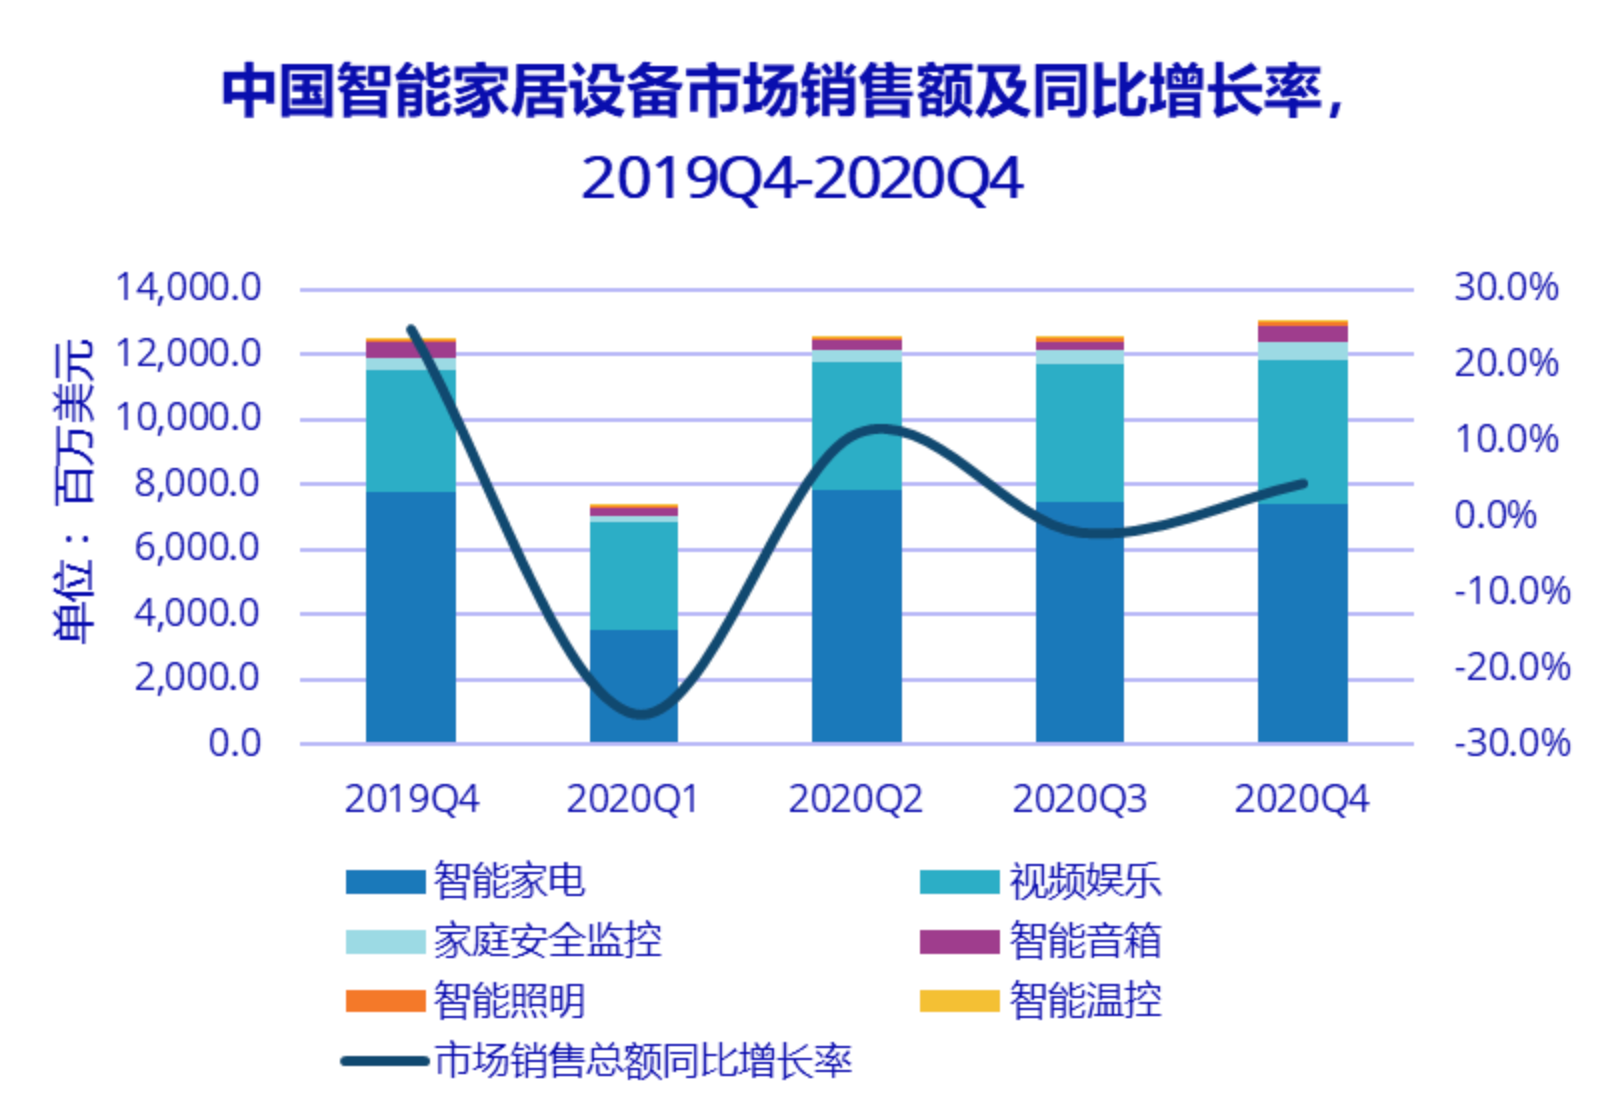 中国智能家居设备市场销售额及同比增长率,
2019Q4-2020Q4
单位：百万美元
14,000.0
12,000.0
10,000.0
8,000.0
6,000.0
4,000.0
2,000.0
0.0
30.0%
20.0%
10.0%
0.0%
-10.0%
-20.0%
-30.0%
2019Q4 2020Q1 2020Q2 2020Q3 2020Q4
智能家电 视频娱乐
家庭安全监控 智能音箱
智能照明 智能温控
市场销售总额同比增长率